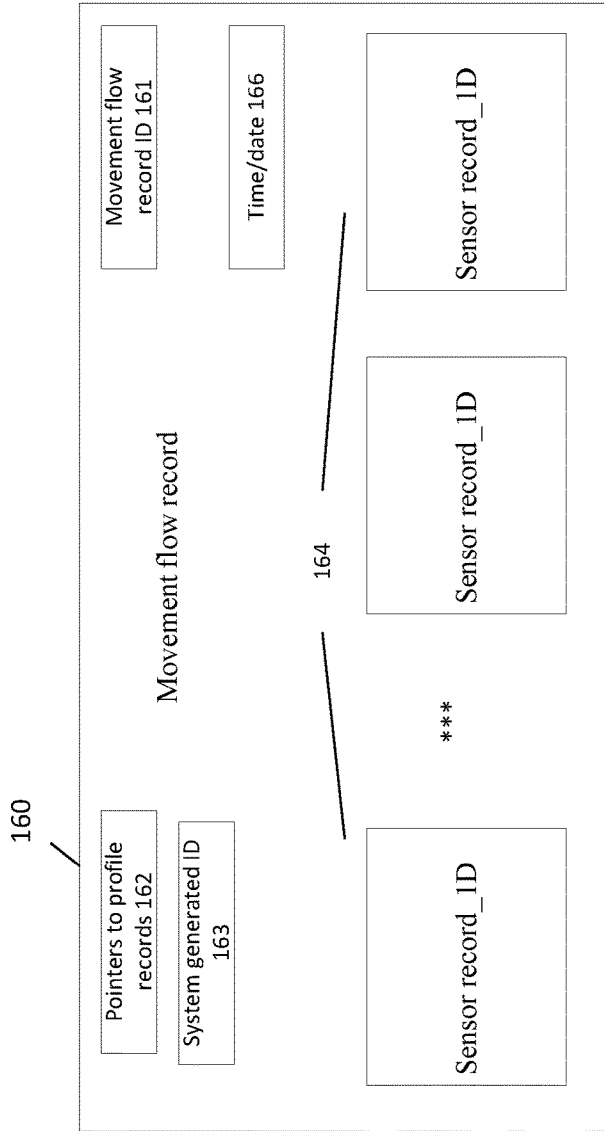 160
Pointers to profile
records 162
Movement flow
record ID 161
System generated ID
163
Movement flow record
Time/date 166
164
***
Sensor record_1D
Sensor record_1D
Sensor record_1D